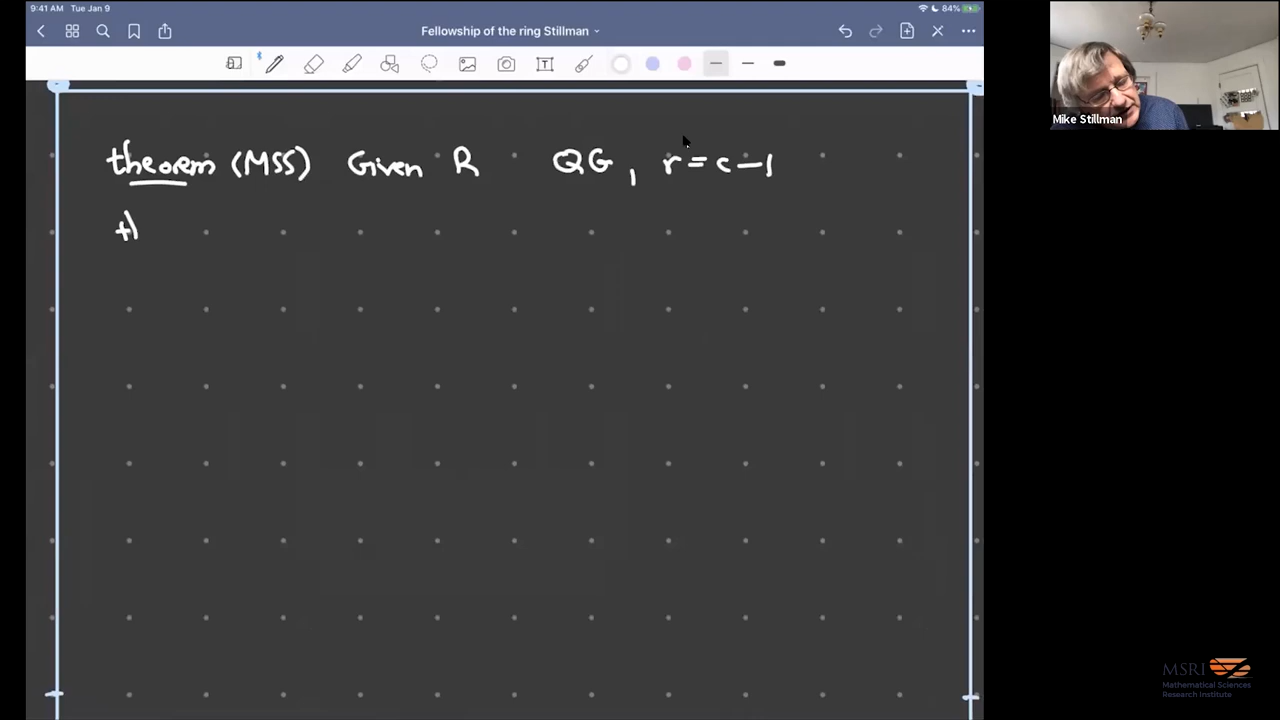 9:41 AM Tue Jan 9
84%
Fellowship of the ring Stillman
theorem (MSS) Given R QG, r = c - 1
th
Mike Stillman
MSRI
Mathematical Sciences
Research Institute